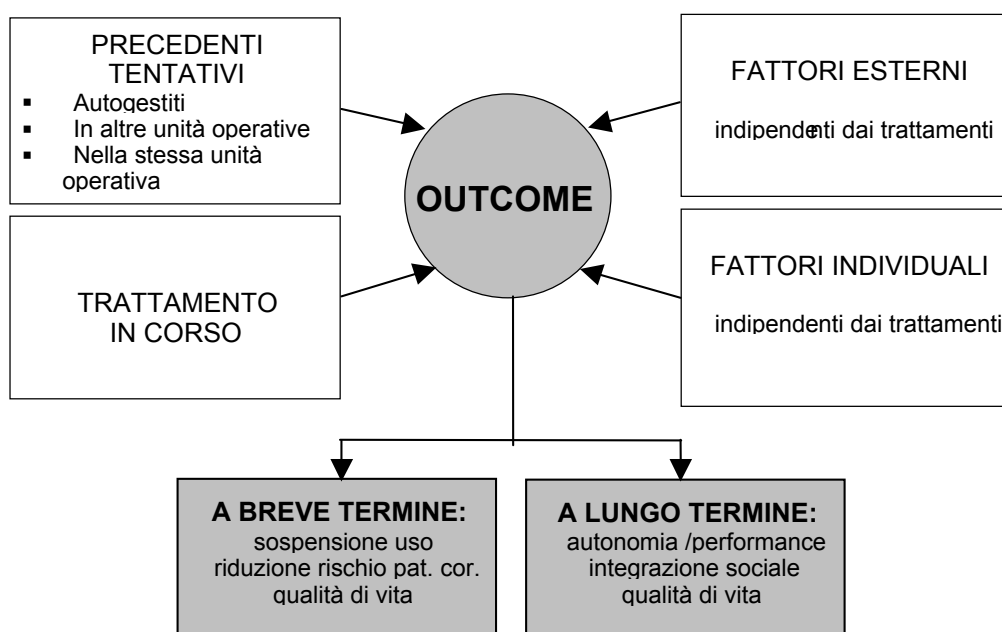 PRECEDENTI
TENTATIVI
▪ Autogestiti
▪ In altre unità operative
▪ Nella stessa unità
operativa
FATTORI ESTERNI
indipendenti dai trattamenti
OUTCOME
TRATTAMENTO
IN CORSO
FATTORI INDIVIDUALI
indipendenti dai trattamenti
A BREVE TERMINE:
sospensione uso
riduzione rischio pat. cor.
qualità di vita
A LUNGO TERMINE:
autonomia /performance
integrazione sociale
qualità di vita